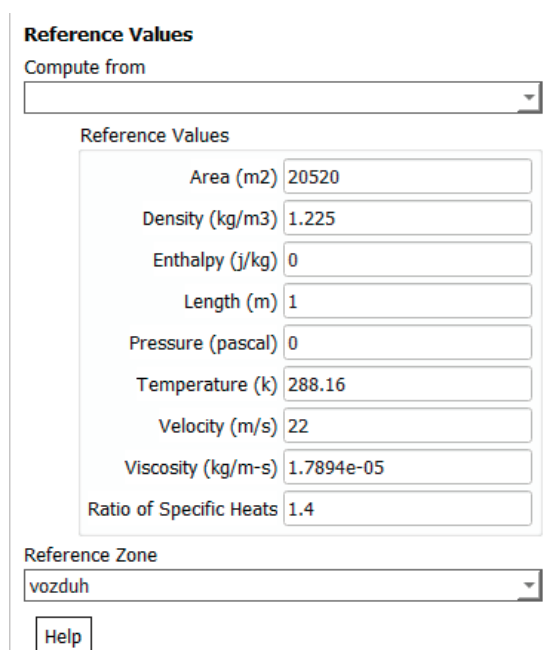 Reference Values
Compute from
Reference Values
Area (m2) 20520
Density (kg/m3) 1.225
Enthalpy (j/kg) 0
Length (m) 1
Pressure (pascal) 0
Temperature (k) 288.16
Velocity (m/s) 22
Viscosity (kg/m-s) 1.7894e-05
Ratio of Specific Heats 1.4
Reference Zone
vozduh
Help